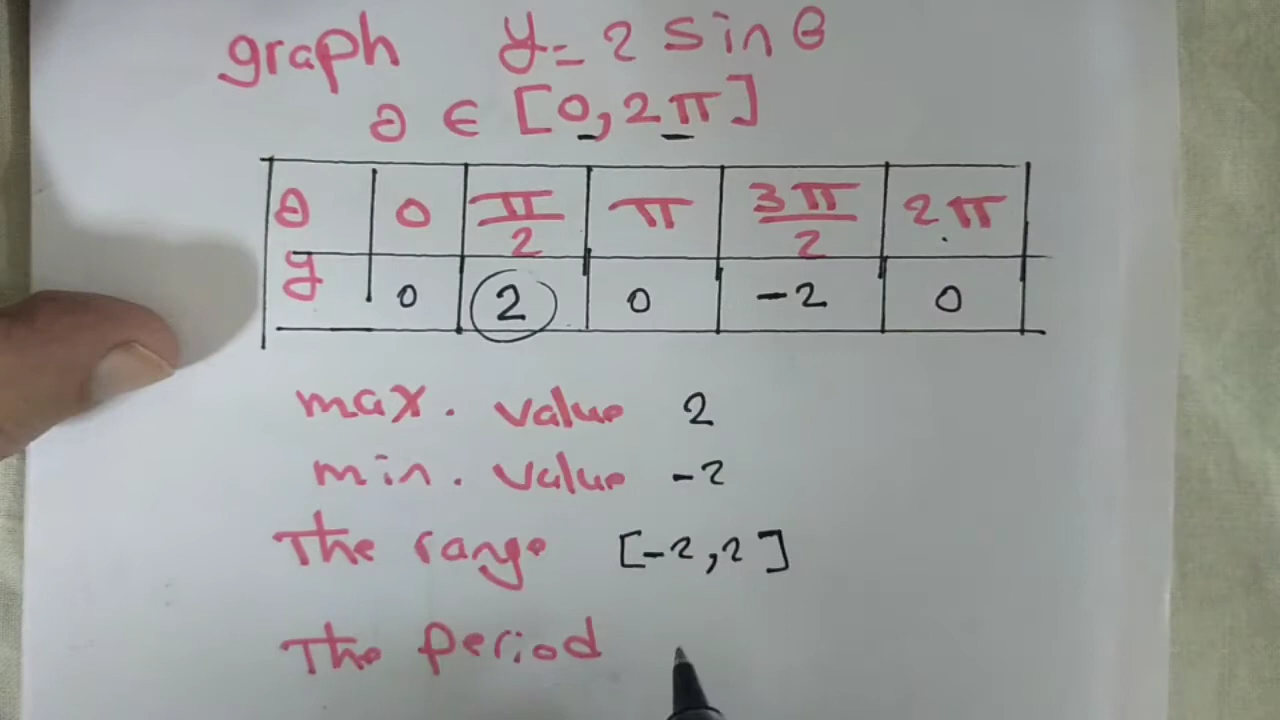 graph y = 2 sin θ
θ ∈ [0, 2π]
θ 0 π/2 π 3π/2 2π
y 0 2 0 -2 0
max. value 2
min. value -2
The range [-2, 2]
The period